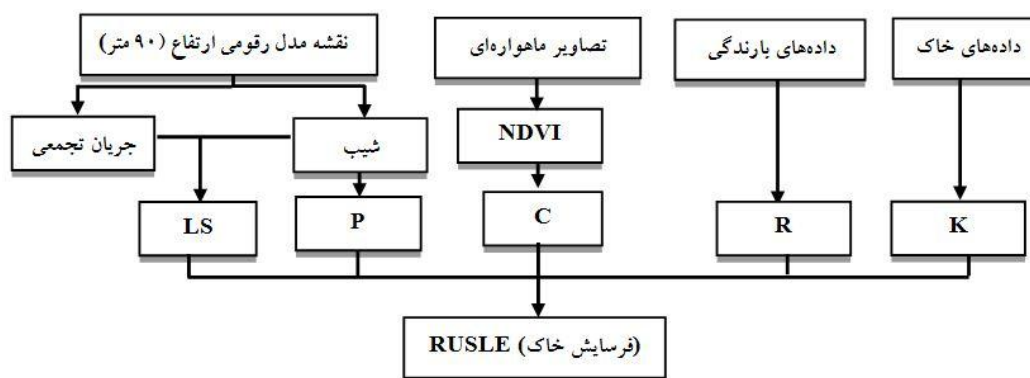 داده‌های خاک
داده‌های بارندگی
تصاویر ماهواره‌ای
نقشه مدل رقومی ارتفاع (۹۰ متر)
NDVI
شیب
جریان تجمعی
K
R
C
P
LS
RUSLE (فرسایش خاک)